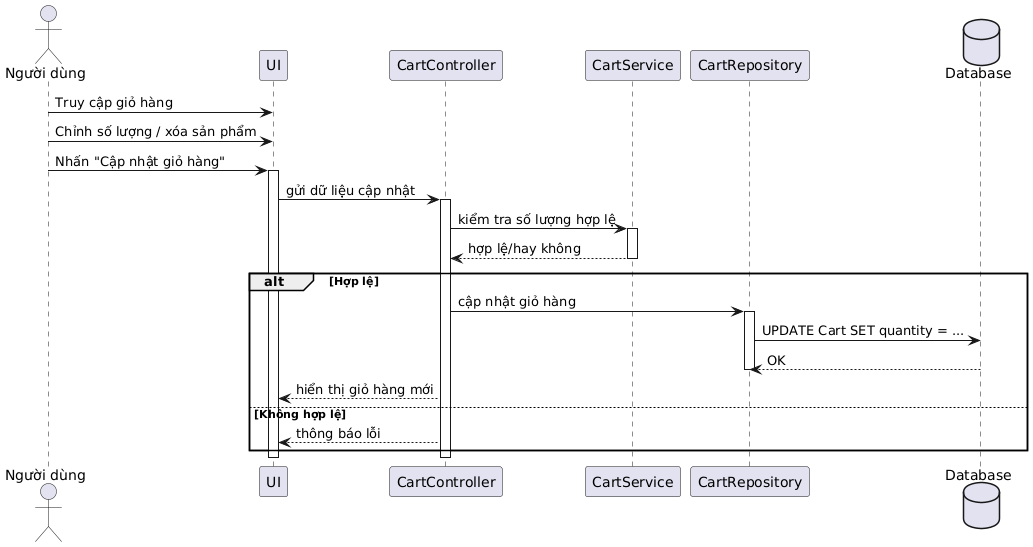 Người dùng
UI
CartController
CartService
CartRepository
Database
Truy cập giỏ hàng
Chỉnh số lượng / xóa sản phẩm
Nhấn "Cập nhật giỏ hàng"
gửi dữ liệu cập nhật
kiểm tra số lượng hợp lệ
hợp lệ/hay không
alt [Hợp lệ]
cập nhật giỏ hàng
UPDATE Cart SET quantity = ...
OK
hiển thị giỏ hàng mới
[Không hợp lệ]
thông báo lỗi
Người dùng
UI
CartController
CartService
CartRepository
Database